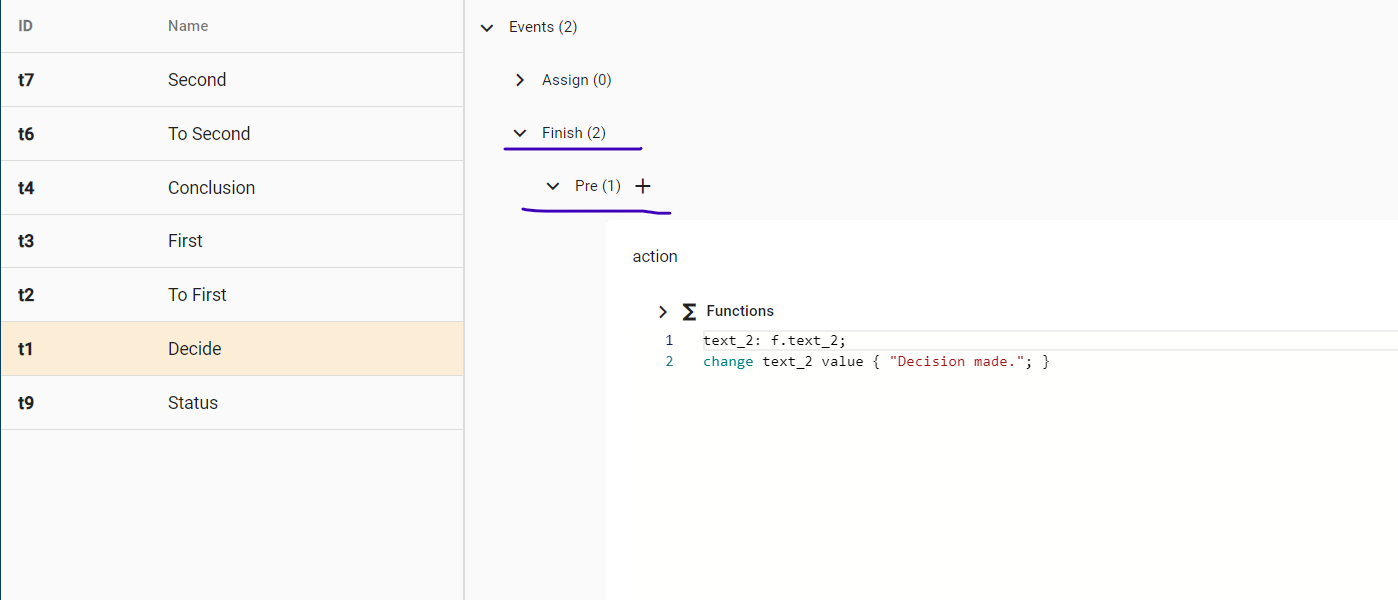 ID Name
t7 Second
t6 To Second
t4 Conclusion
t3 First
t2 To First
t1 Decide
t9 Status
Events (2)
Assign (0)
Finish (2)
Pre (1) +
action
Σ Functions
1 text_2: f.text_2;
2 change text_2 value { "Decision made."; }